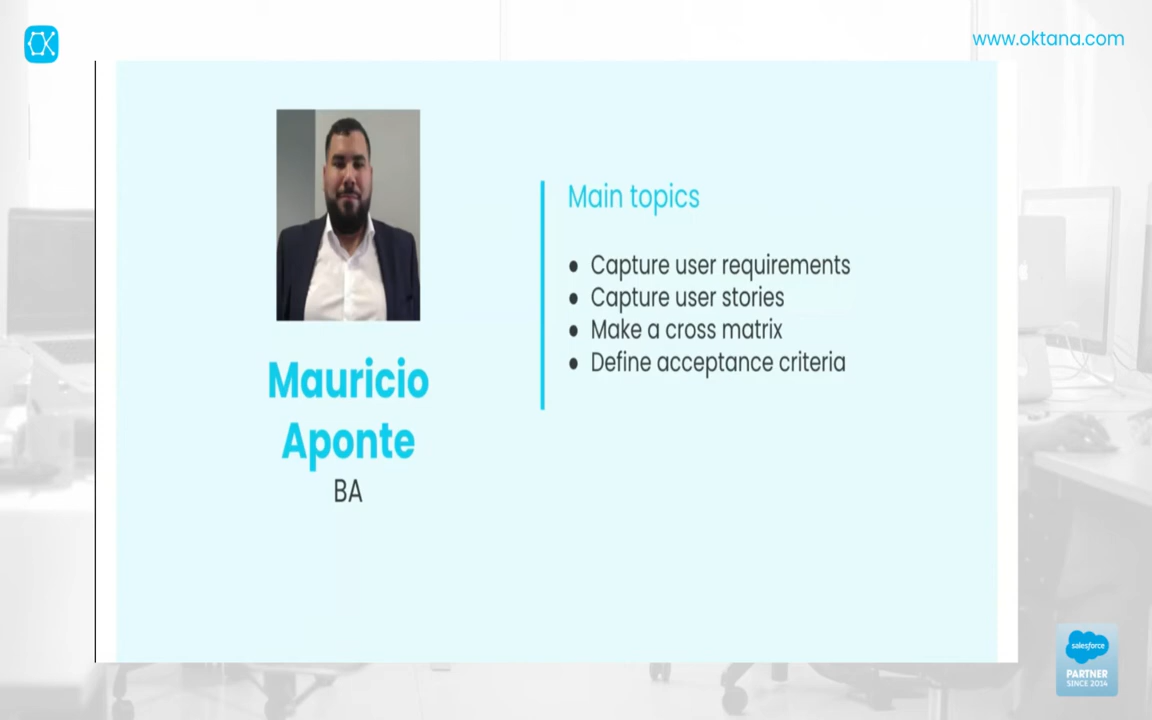 www.oktana.com
Main topics
● Capture user requirements
● Capture user stories
● Make a cross matrix
● Define acceptance criteria
Mauricio
Aponte
BA
salesforce
PARTNER
SINCE 2014